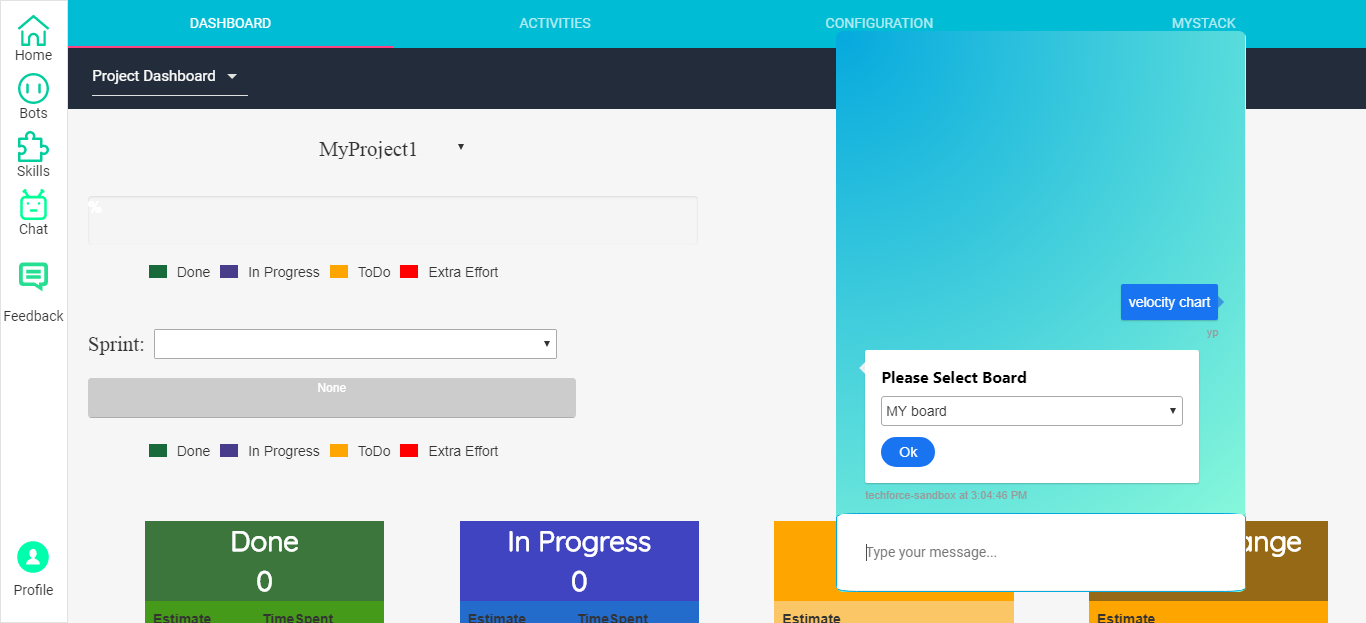 Home
Bots
Skills
Chat
Feedback
Profile
DASHBOARD ACTIVITIES CONFIGURATION MYSTACK
Project Dashboard
MyProject1
%
Done In Progress ToDo Extra Effort
Sprint:
None
Done In Progress ToDo Extra Effort
Done
0
Estimate TimeSpent
In Progress
0
Estimate TimeSpent
Estimate
ange
Estimate
velocity chart
yp
Please Select Board
MY board
Ok
techforce-sandbox at 3:04:46 PM
Type your message...